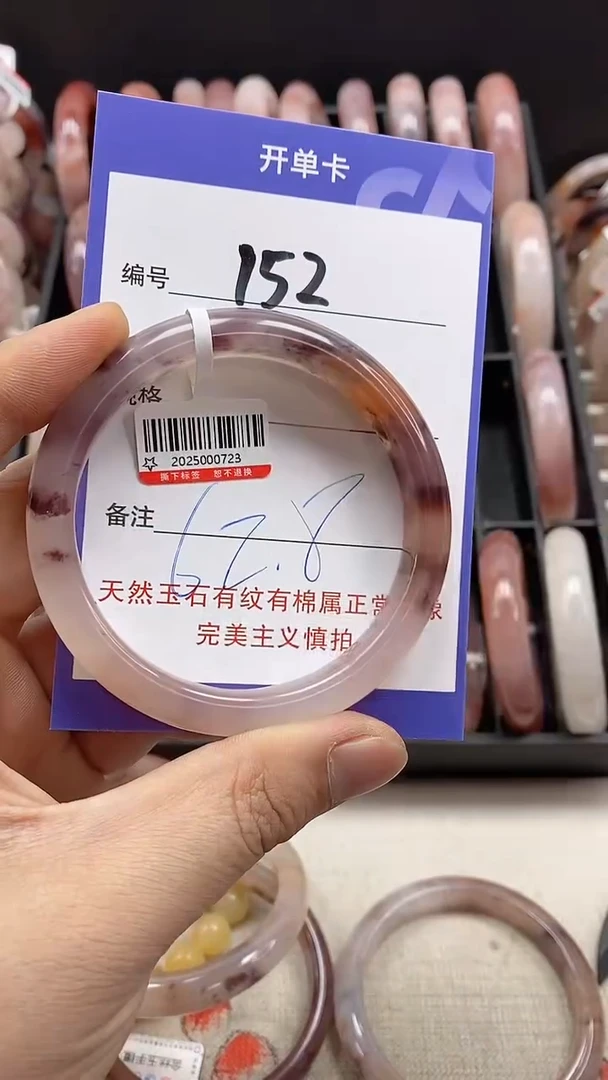 开单卡
编号 152
格
2025000723
撕下标签 恕不退换
备注 62.8
天然玉石有纹有棉属正常
完美主义慎拍